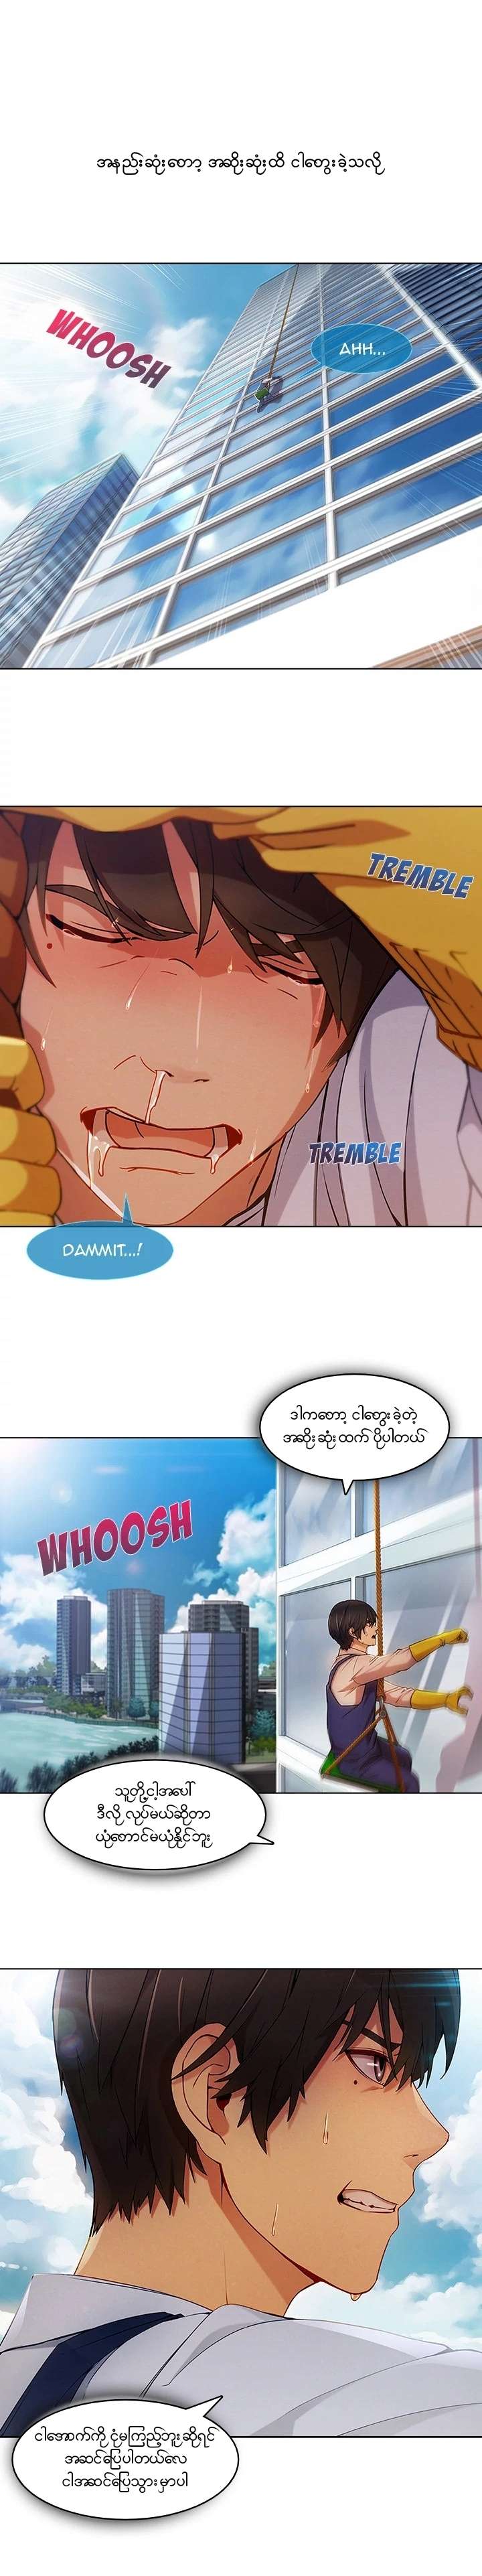 အနည်းဆုံးတော့ အဆိုးဆုံးထိ ငါတွေးခဲ့သလို
WHOOSH
AHH...
TREMBLE
TREMBLE
DAMMIT...!
ဒါကတော့ ငါတွေးခဲ့တဲ့
အဆိုးဆုံးထက် ပိုပါတယ်
WHOOSH
သူတို့ငါ့အပေါ်
ဒီလို လုပ်မယ်ဆိုတာ
ယုံတောင်မယုံနိုင်ဘူး
ငါအောက်ကို ငုံ့မကြည့်ဘူးဆိုရင်
အဆင်ပြေပါတယ်လေ
ငါအဆင်ပြေသွားမှာပါ